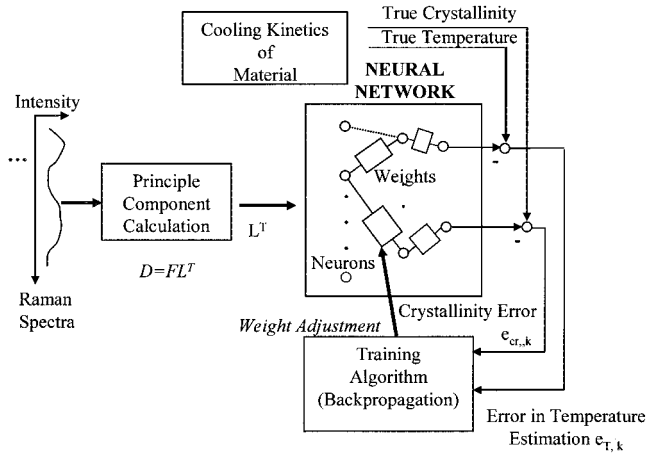 Cooling Kinetics
of
Material
True Crystallinity
True Temperature
NEURAL
NETWORK
Intensity
...
Principle
Component
Calculation
L^T
D=FL^T
Raman
Spectra
Weights
Neurons
-
-
Weight Adjustment
Crystallinity Error
e_cr,,k
Training
Algorithm
(Backpropagation)
Error in Temperature
Estimation e_T,k